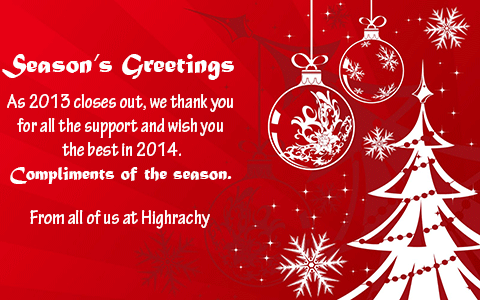 Season's Greetings
As 2013 closes out, we thank you
for all the support and wish you
the best in 2014.
Compliments of the season.
From all of us at Highrachy